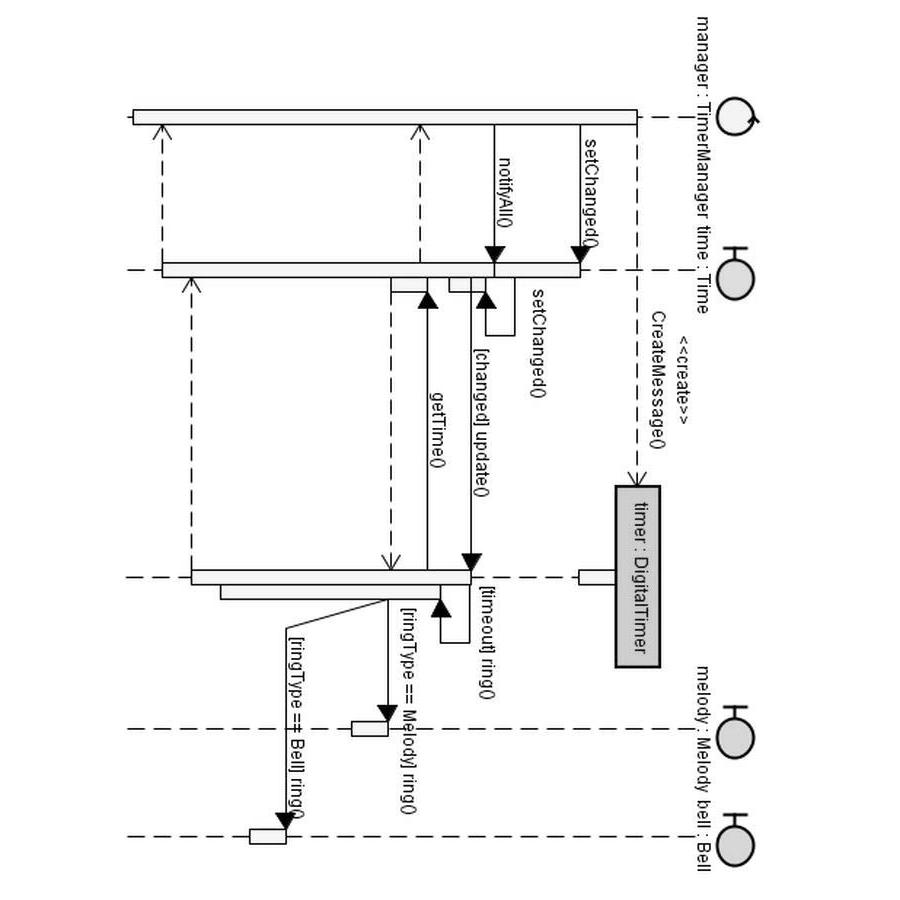 manager : TimerManager
time : Time
melody : Melody
bell : Bell
<<create>>
CreateMessage()
timer : DigitalTimer
setChanged()
setChanged()
notifyAll()
[changed] update()
[timeout] ring()
getTime()
[ringType == Melody] ring()
[ringType == Bell] ring()